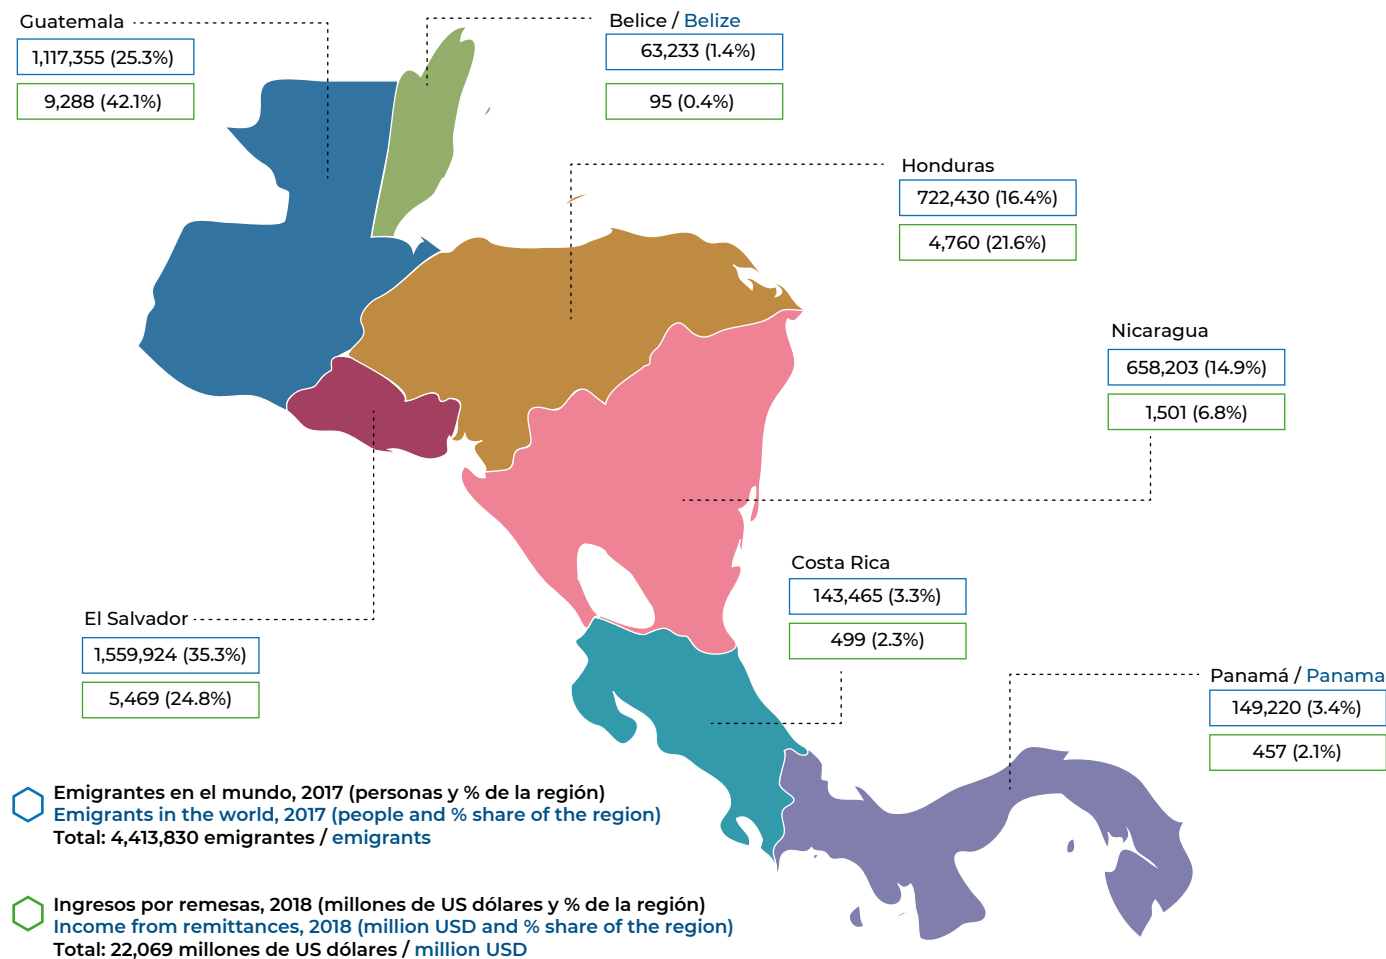 Guatemala
1,117,355 (25.3%)
9,288 (42.1%)
Belice / Belize
63,233 (1.4%)
95 (0.4%)
Honduras
722,430 (16.4%)
4,760 (21.6%)
Nicaragua
658,203 (14.9%)
1,501 (6.8%)
Costa Rica
143,465 (3.3%)
499 (2.3%)
El Salvador
1,559,924 (35.3%)
5,469 (24.8%)
Panamá / Panama
149,220 (3.4%)
457 (2.1%)
Emigrantes en el mundo, 2017 (personas y % de la región)
Emigrants in the world, 2017 (people and % share of the region)
Total: 4,413,830 emigrantes / emigrants
Ingresos por remesas, 2018 (millones de US dólares y % de la región)
Income from remittances, 2018 (million USD and % share of the region)
Total: 22,069 millones de US dólares / million USD